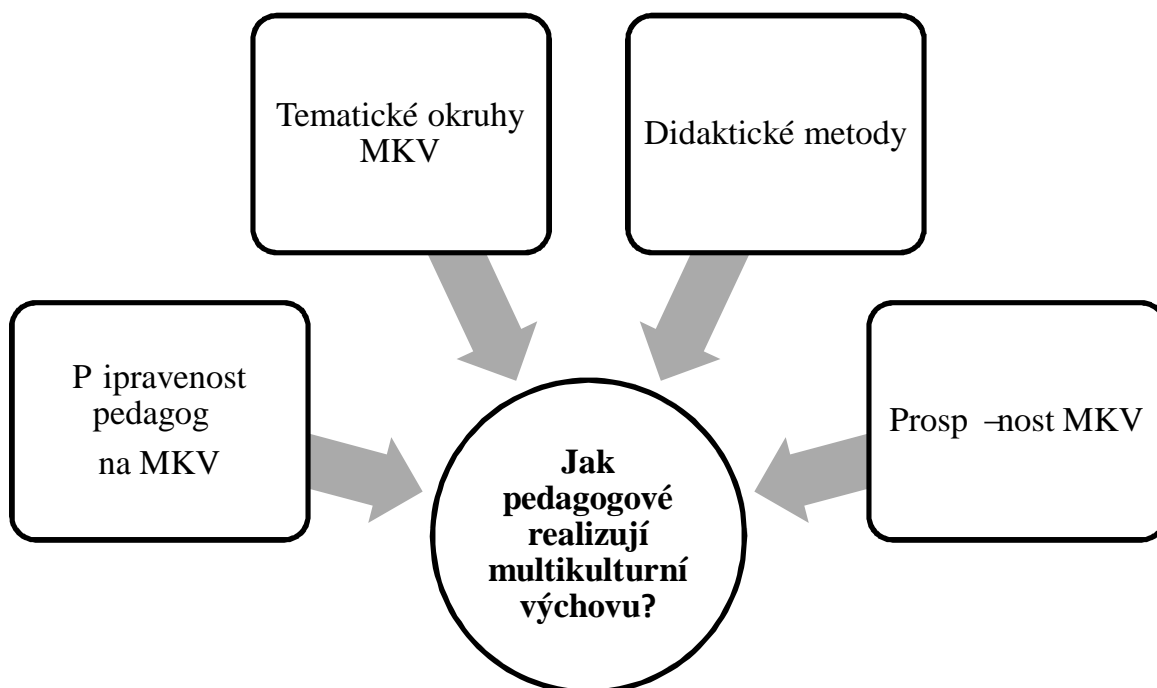 Tematické okruhy
MKV
Didaktické metody
P ipravenost
pedagog
na MKV
Prosp –nost MKV
Jak
pedagogové
realizují
multikulturní
výchovu?